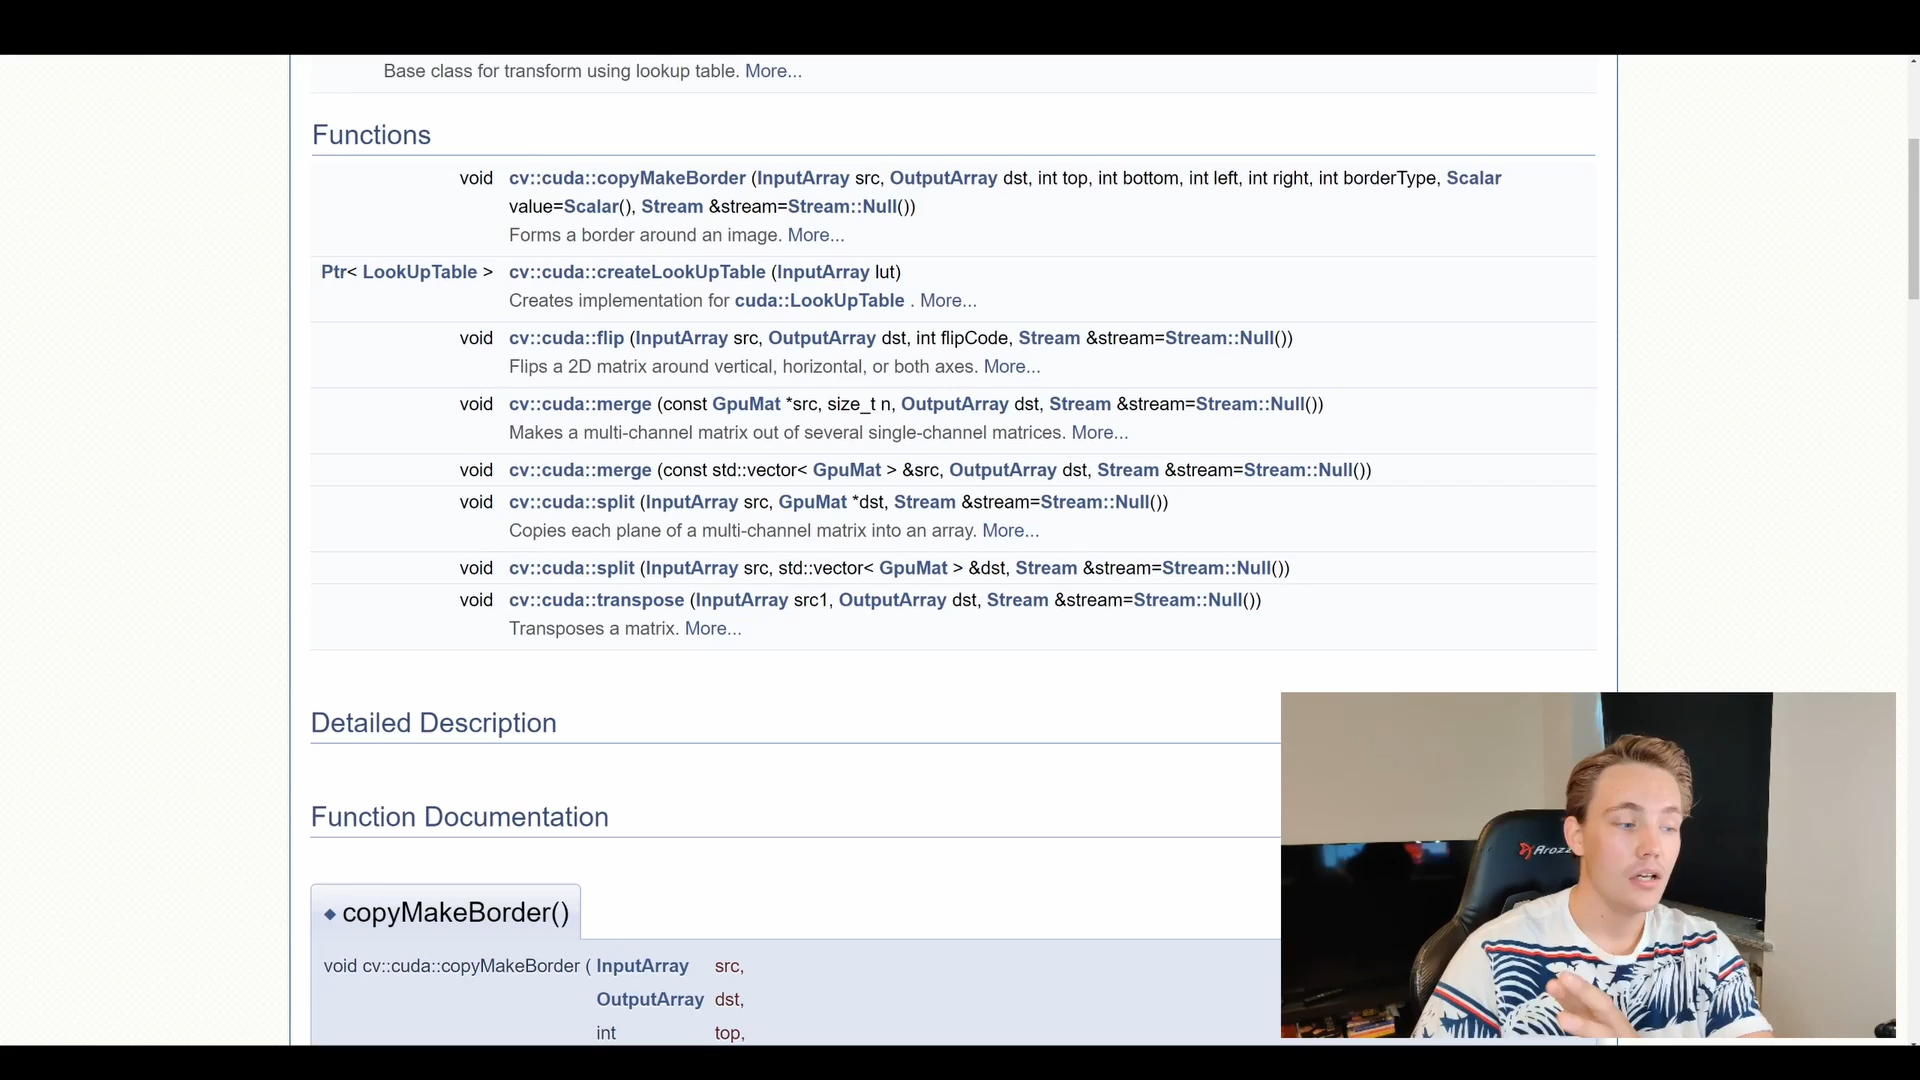 Base class for transform using lookup table. More...
Functions
void cv::cuda::copyMakeBorder (InputArray src, OutputArray dst, int top, int bottom, int left, int right, int borderType, Scalar
value=Scalar(), Stream &stream=Stream::Null())
Forms a border around an image. More...
Ptr< LookUpTable > cv::cuda::createLookUpTable (InputArray lut)
Creates implementation for cuda::LookUpTable . More...
void cv::cuda::flip (InputArray src, OutputArray dst, int flipCode, Stream &stream=Stream::Null())
Flips a 2D matrix around vertical, horizontal, or both axes. More...
void cv::cuda::merge (const GpuMat *src, size_t n, OutputArray dst, Stream &stream=Stream::Null())
Makes a multi-channel matrix out of several single-channel matrices. More...
void cv::cuda::merge (const std::vector< GpuMat > &src, OutputArray dst, Stream &stream=Stream::Null())
void cv::cuda::split (InputArray src, GpuMat *dst, Stream &stream=Stream::Null())
Copies each plane of a multi-channel matrix into an array. More...
void cv::cuda::split (InputArray src, std::vector< GpuMat > &dst, Stream &stream=Stream::Null())
void cv::cuda::transpose (InputArray src1, OutputArray dst, Stream &stream=Stream::Null())
Transposes a matrix. More...
Detailed Description
Function Documentation
◆ copyMakeBorder()
void cv::cuda::copyMakeBorder ( InputArray src,
OutputArray dst,
int top,